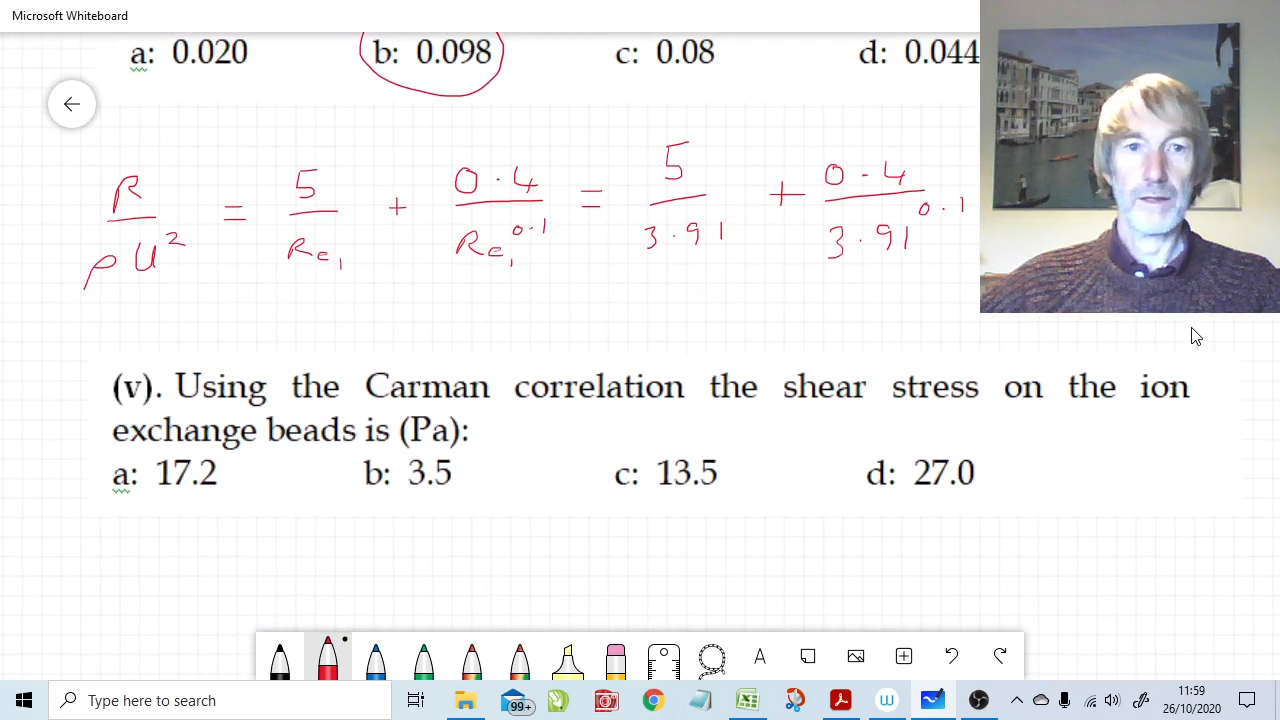 Microsoft Whiteboard
a: 0.020 b: 0.098 c: 0.08 d: 0.044
R/ρU² = 5/Re₁ + 0.4/Re₁^0.1 = 5/3.91 + 0.4/3.91^0.1
(v). Using the Carman correlation the shear stress on the ion
exchange beads is (Pa):
a: 17.2 b: 3.5 c: 13.5 d: 27.0
A
Type here to search
99+
W
11:59
26/10/2020